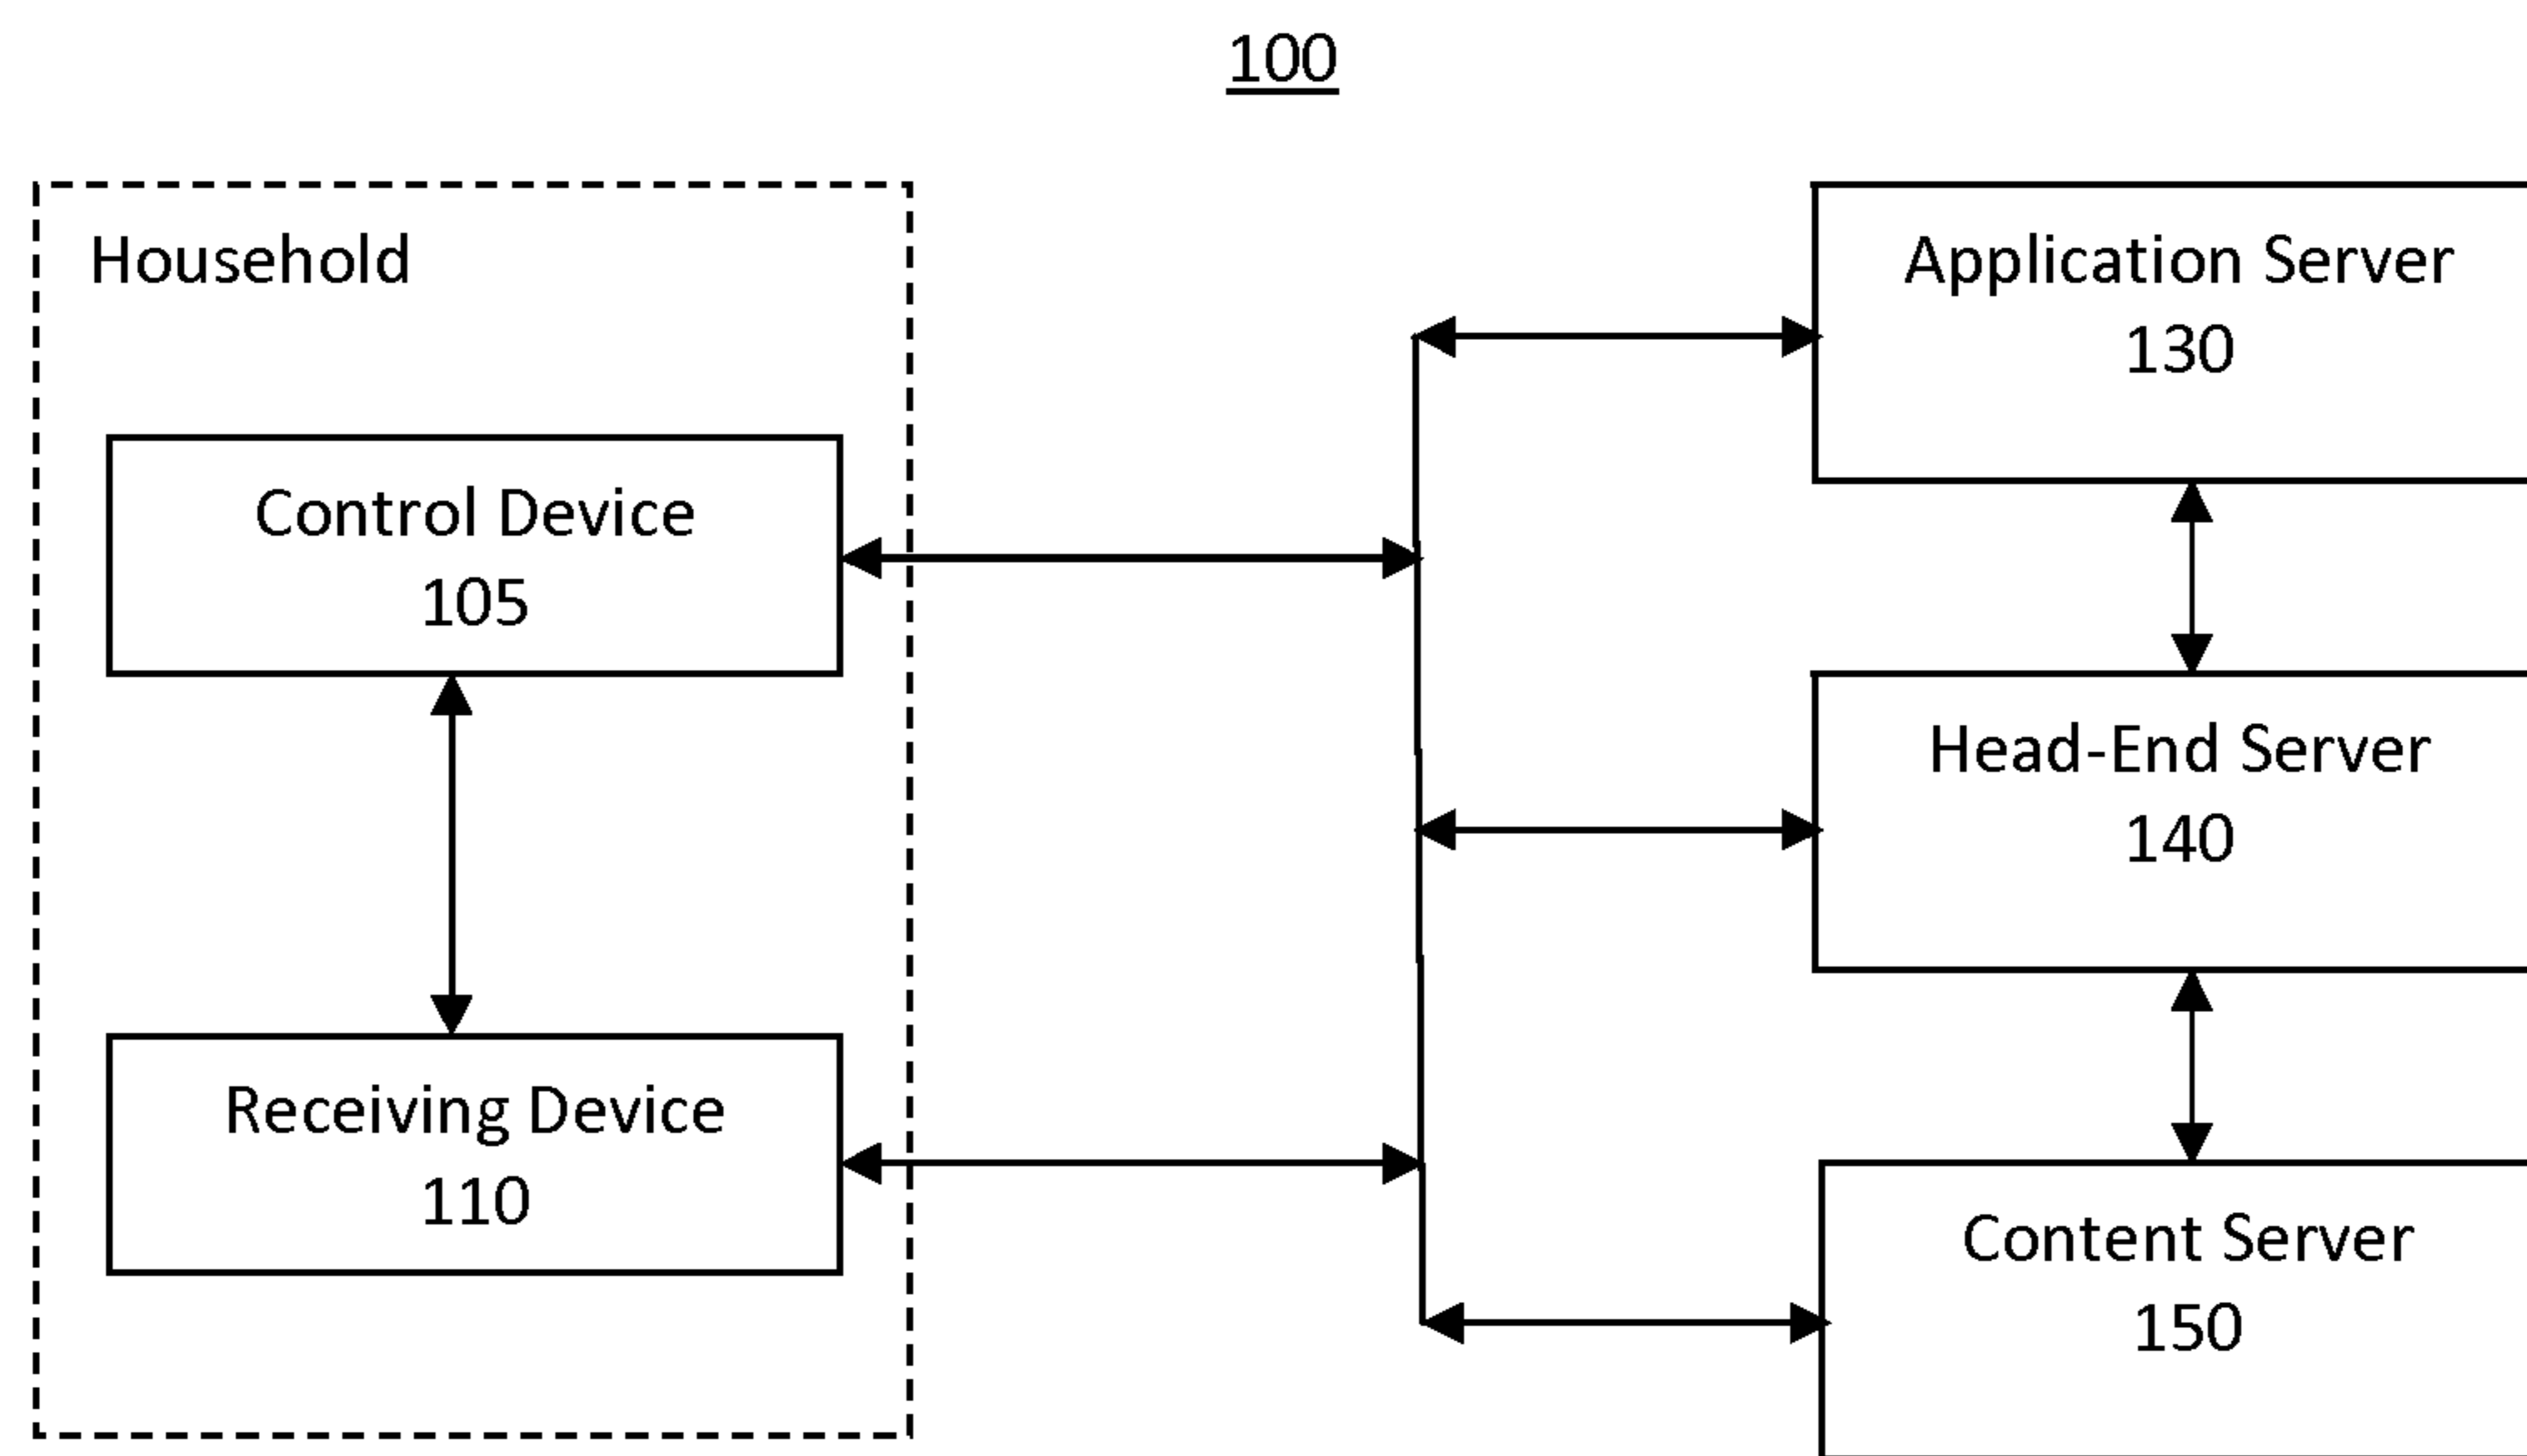 100
Household
Control Device
105
Receiving Device
110
Application Server
130
Head-End Server
140
Content Server
150